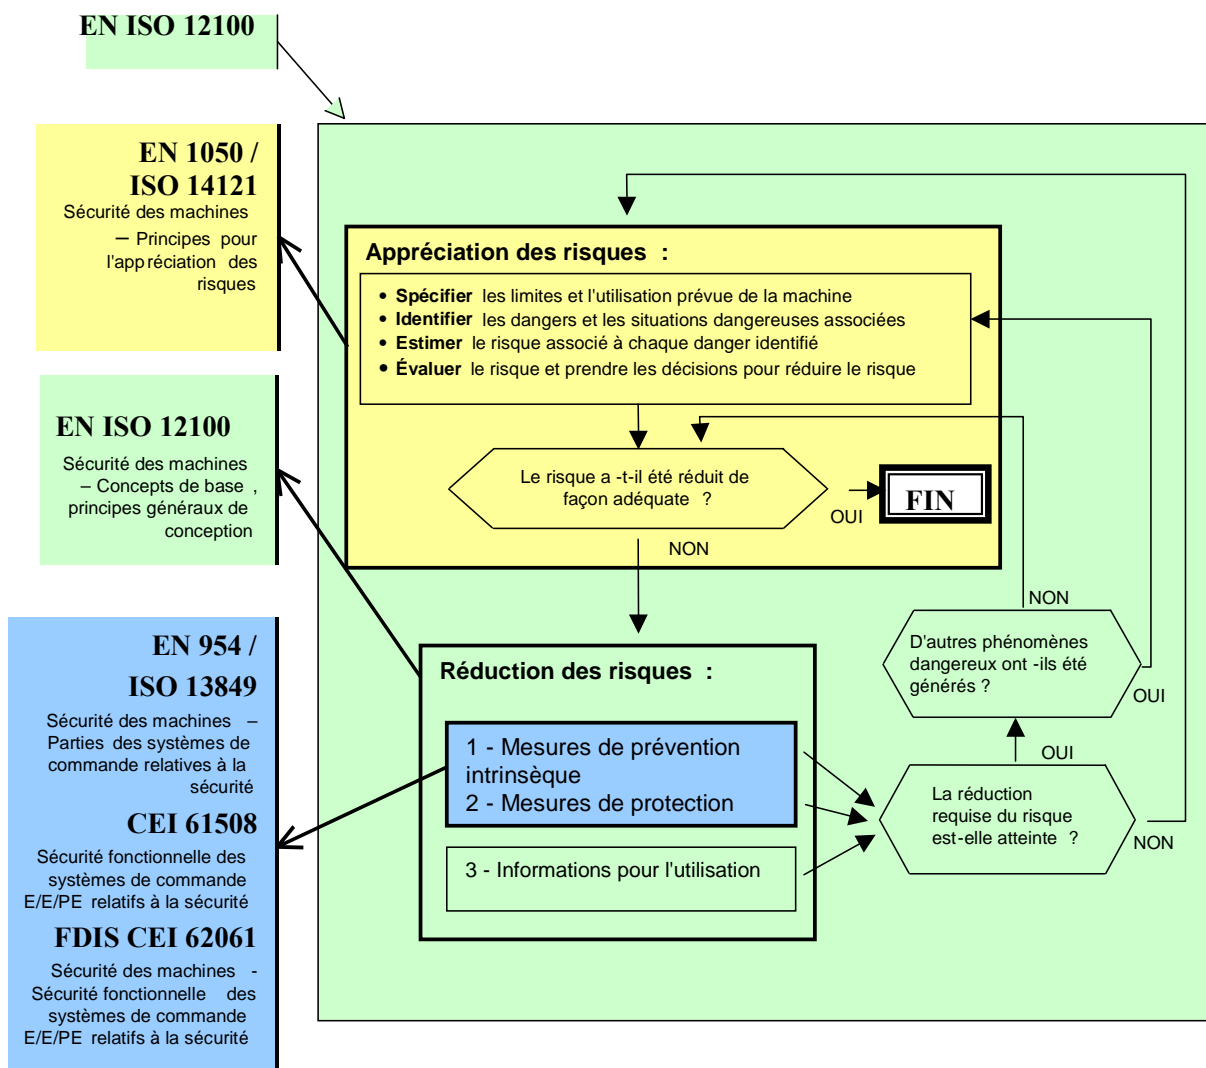 EN ISO 12100
EN 1050 /
ISO 14121
Sécurité des machines
– Principes pour
l'appréciation des
risques
EN ISO 12100
Sécurité des machines
– Concepts de base ,
principes généraux de
conception
EN 954 /
ISO 13849
Sécurité des machines –
Parties des systèmes de
commande relatives à la
sécurité
CEI 61508
Sécurité fonctionnelle des
systèmes de commande
E/E/PE relatifs à la sécurité
FDIS CEI 62061
Sécurité des machines -
Sécurité fonctionnelle des
systèmes de commande
E/E/PE relatifs à la sécurité
Appréciation des risques :
• Spécifier les limites et l'utilisation prévue de la machine
• Identifier les dangers et les situations dangereuses associées
• Estimer le risque associé à chaque danger identifié
• Évaluer le risque et prendre les décisions pour réduire le risque
Le risque a -t-il été réduit de
façon adéquate ?
OUI
FIN
NON
Réduction des risques :
1 - Mesures de prévention
intrinsèque
2 - Mesures de protection
3 - Informations pour l'utilisation
NON
D'autres phénomènes
dangereux ont -ils été
générés ?
OUI
OUI
La réduction
requise du risque
est-elle atteinte ?
NON